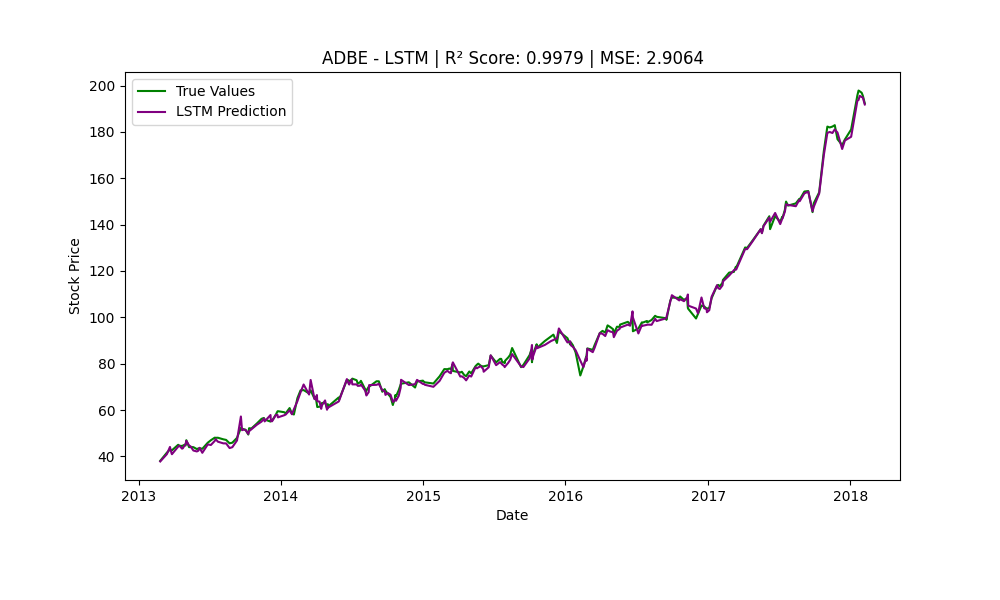 ADBE - LSTM | R² Score: 0.9979 | MSE: 2.9064
True Values
LSTM Prediction
200
180
160
140
120
100
80
60
40
Stock Price
2013 2014 2015 2016 2017 2018
Date